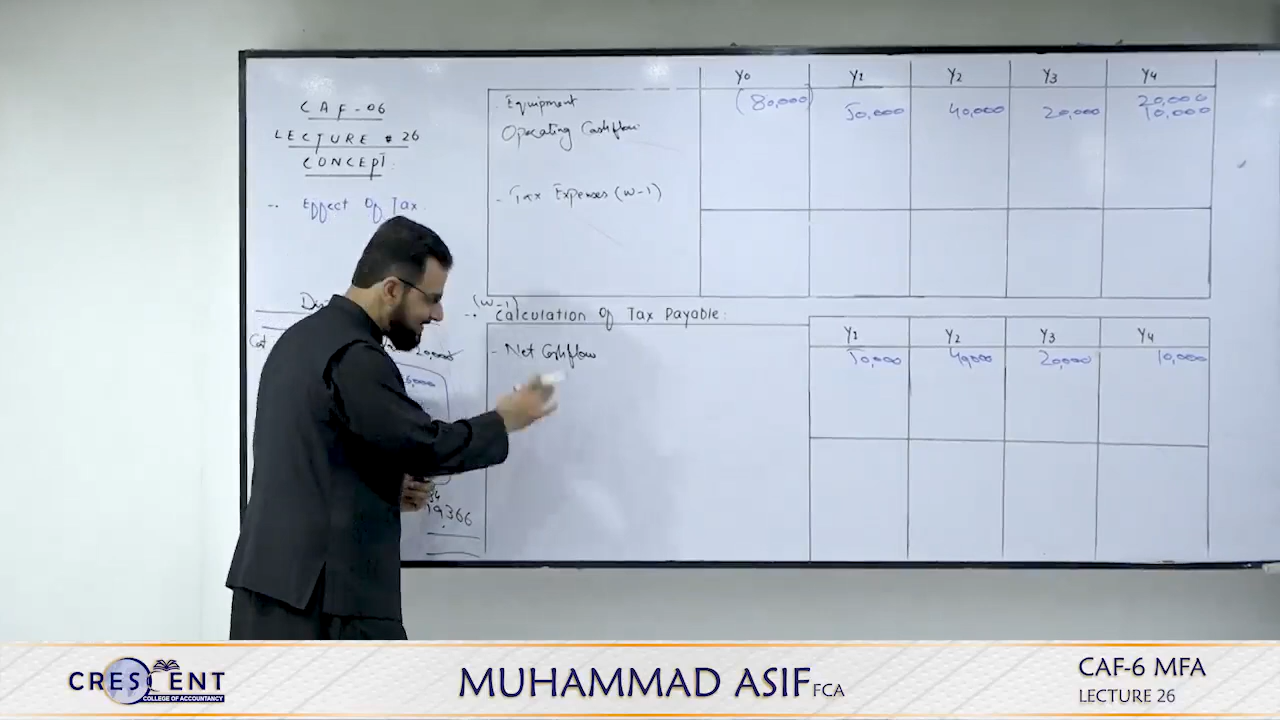 CAF-06
LECTURE # 26
CONCEPT.
Effect Of Tax
Y0 Y1 Y2 Y3 Y4
Equipment (80,000) 20,000
Operating Cashflow 50,000 40,000 20,000 10,000
- Tax Expenses (W-1)
(W-1)
Calculation Of Tax Payable:
Y1 Y2 Y3 Y4
- Net Cashflow 50,000 40,000 20,000 10,000
20,000
9366
CRESCENT
COLLEGE OF ACCOUNTANCY
MUHAMMAD ASIF FCA
CAF-6 MFA
LECTURE 26